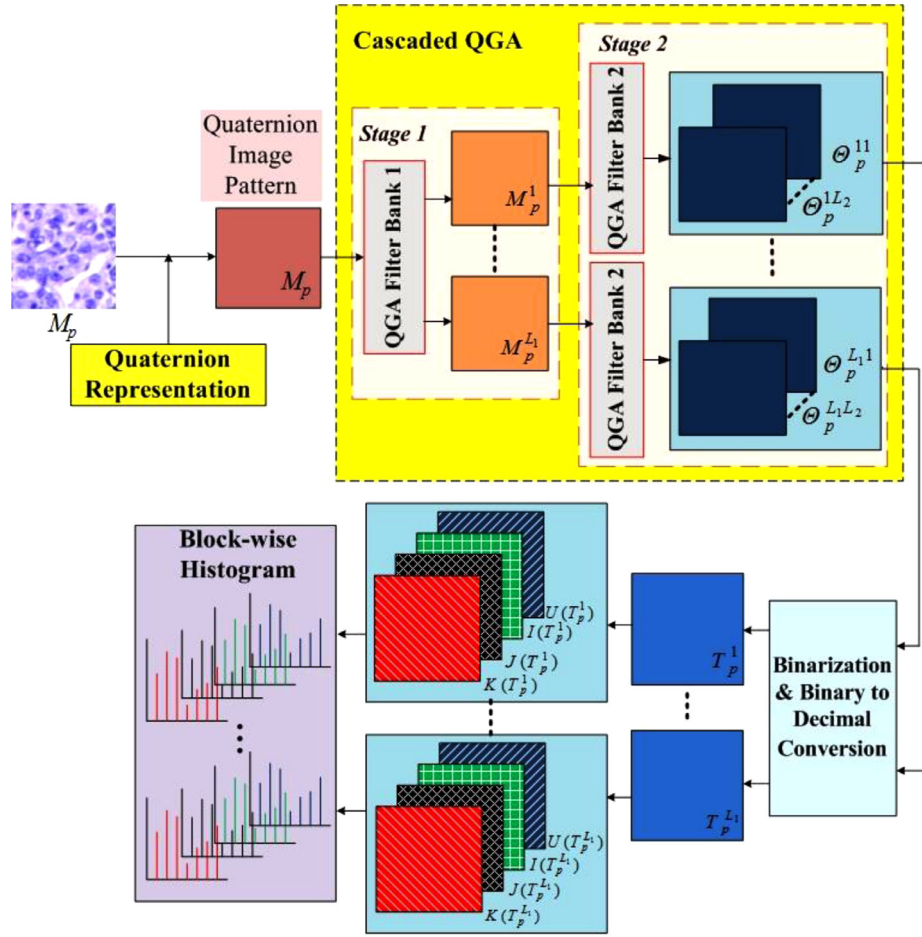 Cascaded QGA
Stage 2
Stage 1
Quaternion
Image
Pattern
QGA Filter Bank 1
QGA Filter Bank 2
QGA Filter Bank 2
M_p
M_p
Quaternion
Representation
M_p^1
M_p^{L_1}
Θ_p^{11}
Θ_p^{1L_2}
Θ_p^{L_1 1}
Θ_p^{L_1 L_2}
Block-wise
Histogram
U(T_p^1)
I(T_p^1)
J(T_p^1)
K(T_p^1)
U(T_p^{L_1})
I(T_p^{L_1})
J(T_p^{L_1})
K(T_p^{L_1})
T_p^1
T_p^{L_1}
Binarization
& Binary to
Decimal
Conversion